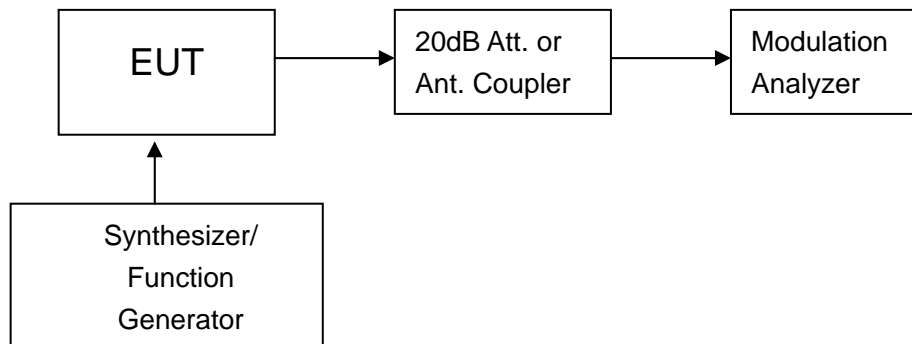 EUT
20dB Att. or
Ant. Coupler
Modulation
Analyzer
Synthesizer/
Function
Generator